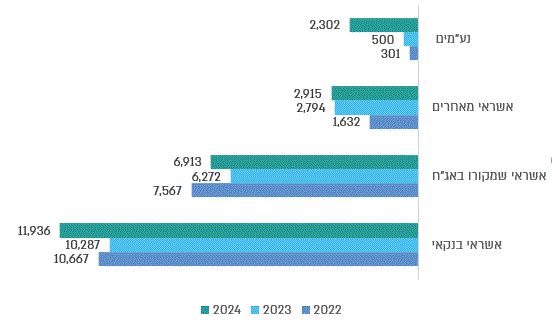 נע"מים
2,302
500
301
אשראי מאחרים
2,915
2,794
1,632
אשראי שמקורו באג"ח
6,913
6,272
7,567
אשראי בנקאי
11,936
10,287
10,667
2024 2023 2022